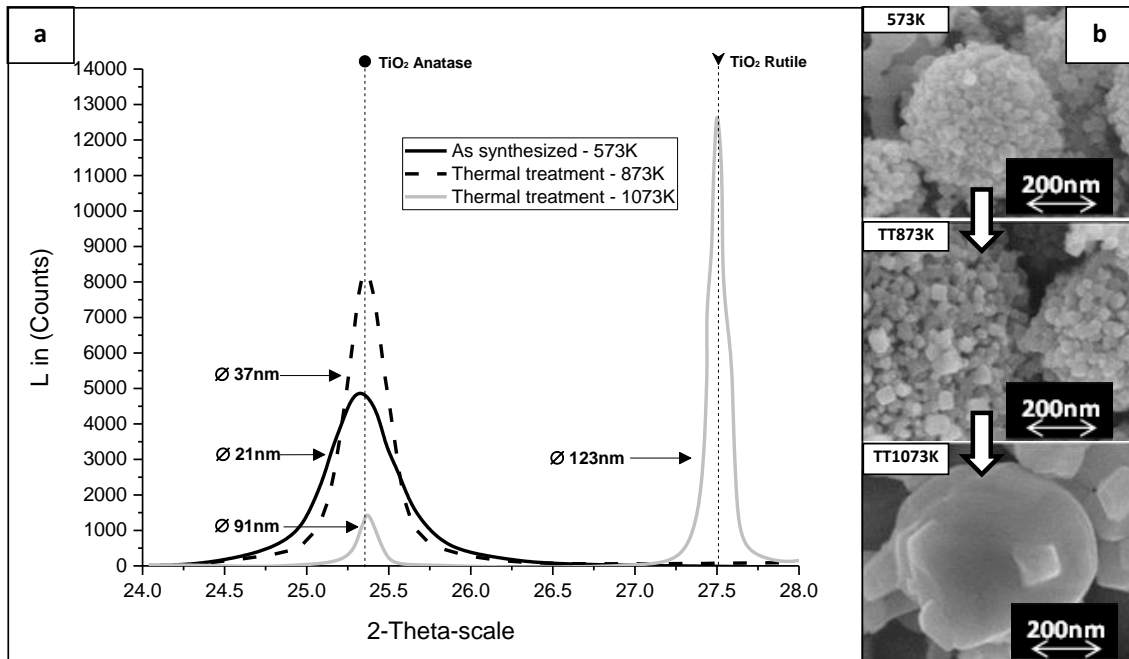 a
TiO₂ Anatase
TiO₂ Rutile
14000
13000
12000
11000
10000
9000
8000
7000
6000
5000
4000
3000
2000
1000
0
L in (Counts)
As synthesized - 573K
Thermal treatment - 873K
Thermal treatment - 1073K
Ø 37nm
Ø 21nm
Ø 123nm
Ø 91nm
24.0 24.5 25.0 25.5 26.0 26.5 27.0 27.5 28.0
2-Theta-scale
573K
b
200nm
TT873K
200nm
TT1073K
200nm